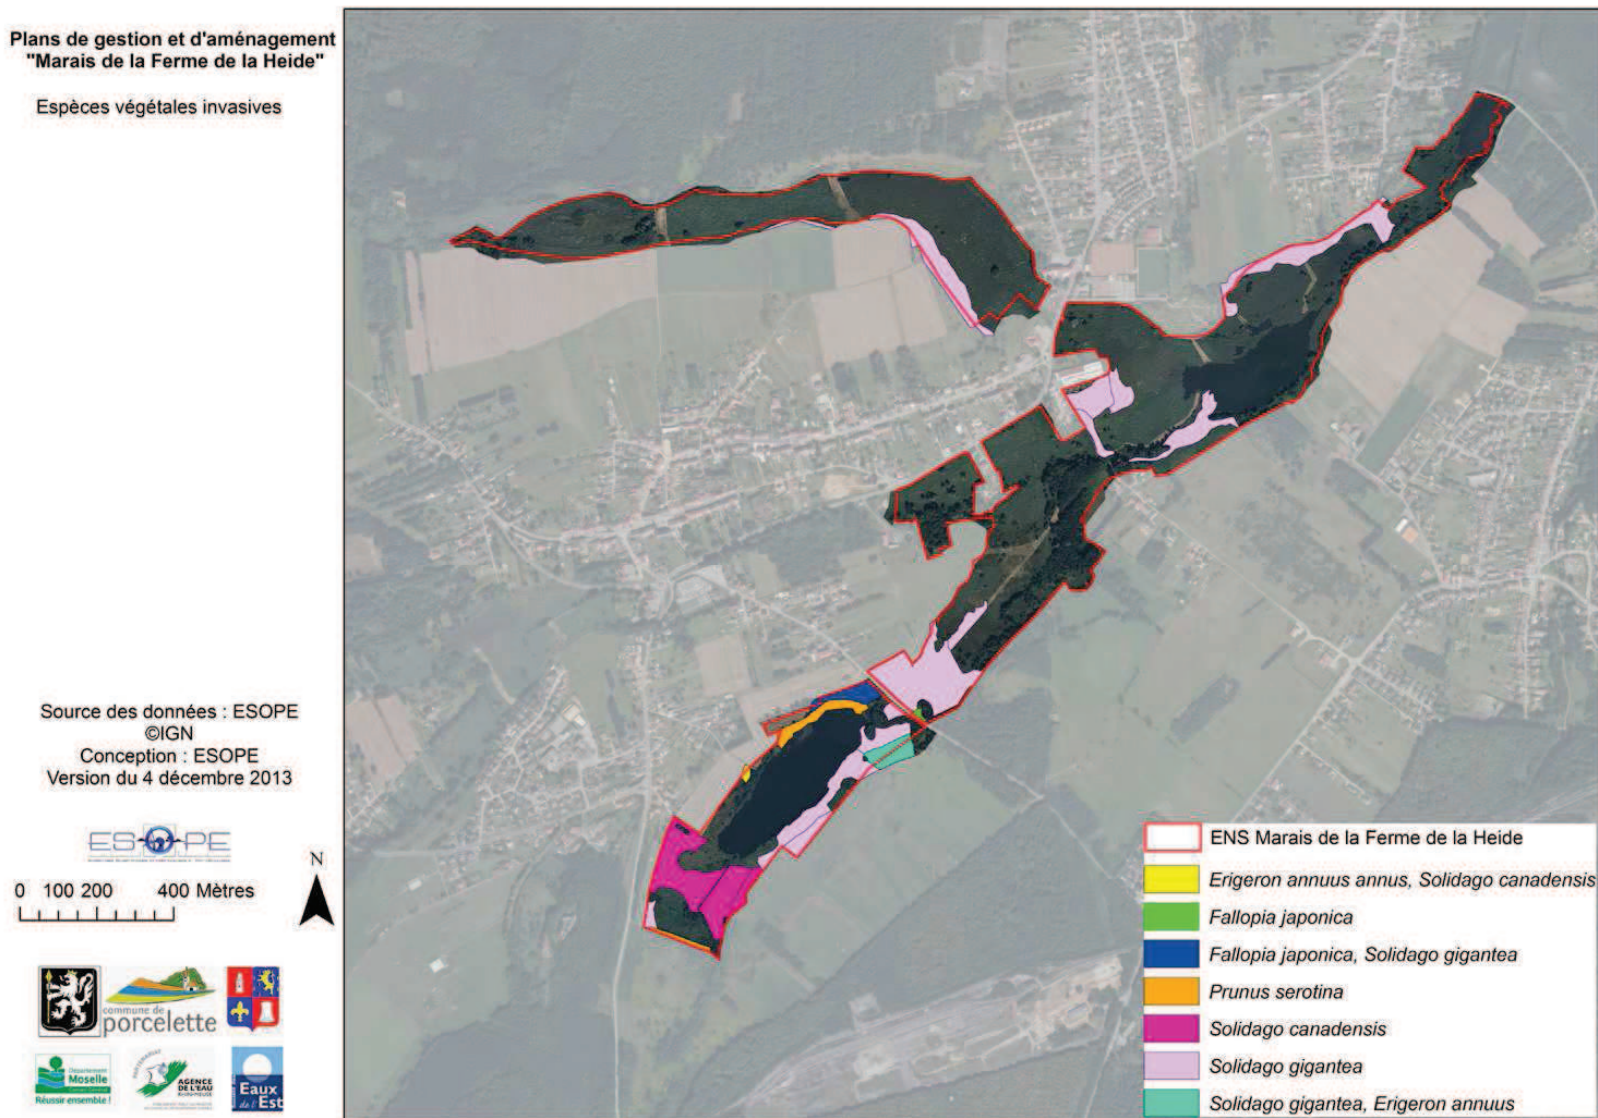 Plans de gestion et d'aménagement
"Marais de la Ferme de la Heide"
Espèces végétales invasives
Source des données : ESOPE
©IGN
Conception : ESOPE
Version du 4 décembre 2013
ESOPE
N
0 100 200 400 Mètres
commune de
porcelette
Département
Moselle
Réussir ensemble !
PARTENARIAT
AGENCE
DE L'EAU
RHIN-MEUSE
Eaux
de l'Est
ENS Marais de la Ferme de la Heide
Erigeron annuus annus, Solidago canadensis
Fallopia japonica
Fallopia japonica, Solidago gigantea
Prunus serotina
Solidago canadensis
Solidago gigantea
Solidago gigantea, Erigeron annuus